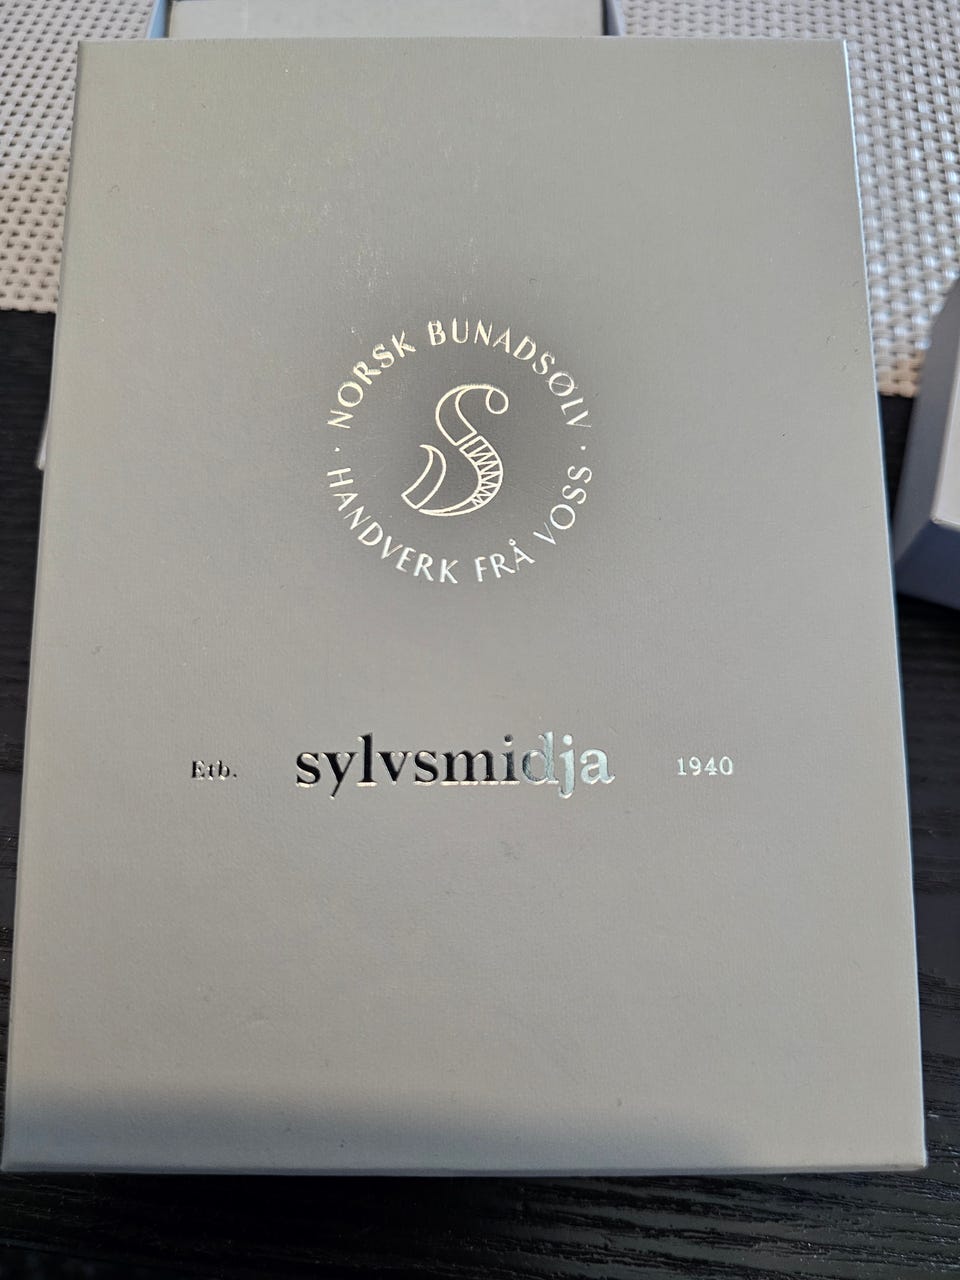 NORSK BUNADSØLV
· HANDVERK FRÅ VOSS ·
Etb. sylvsmidja 1940